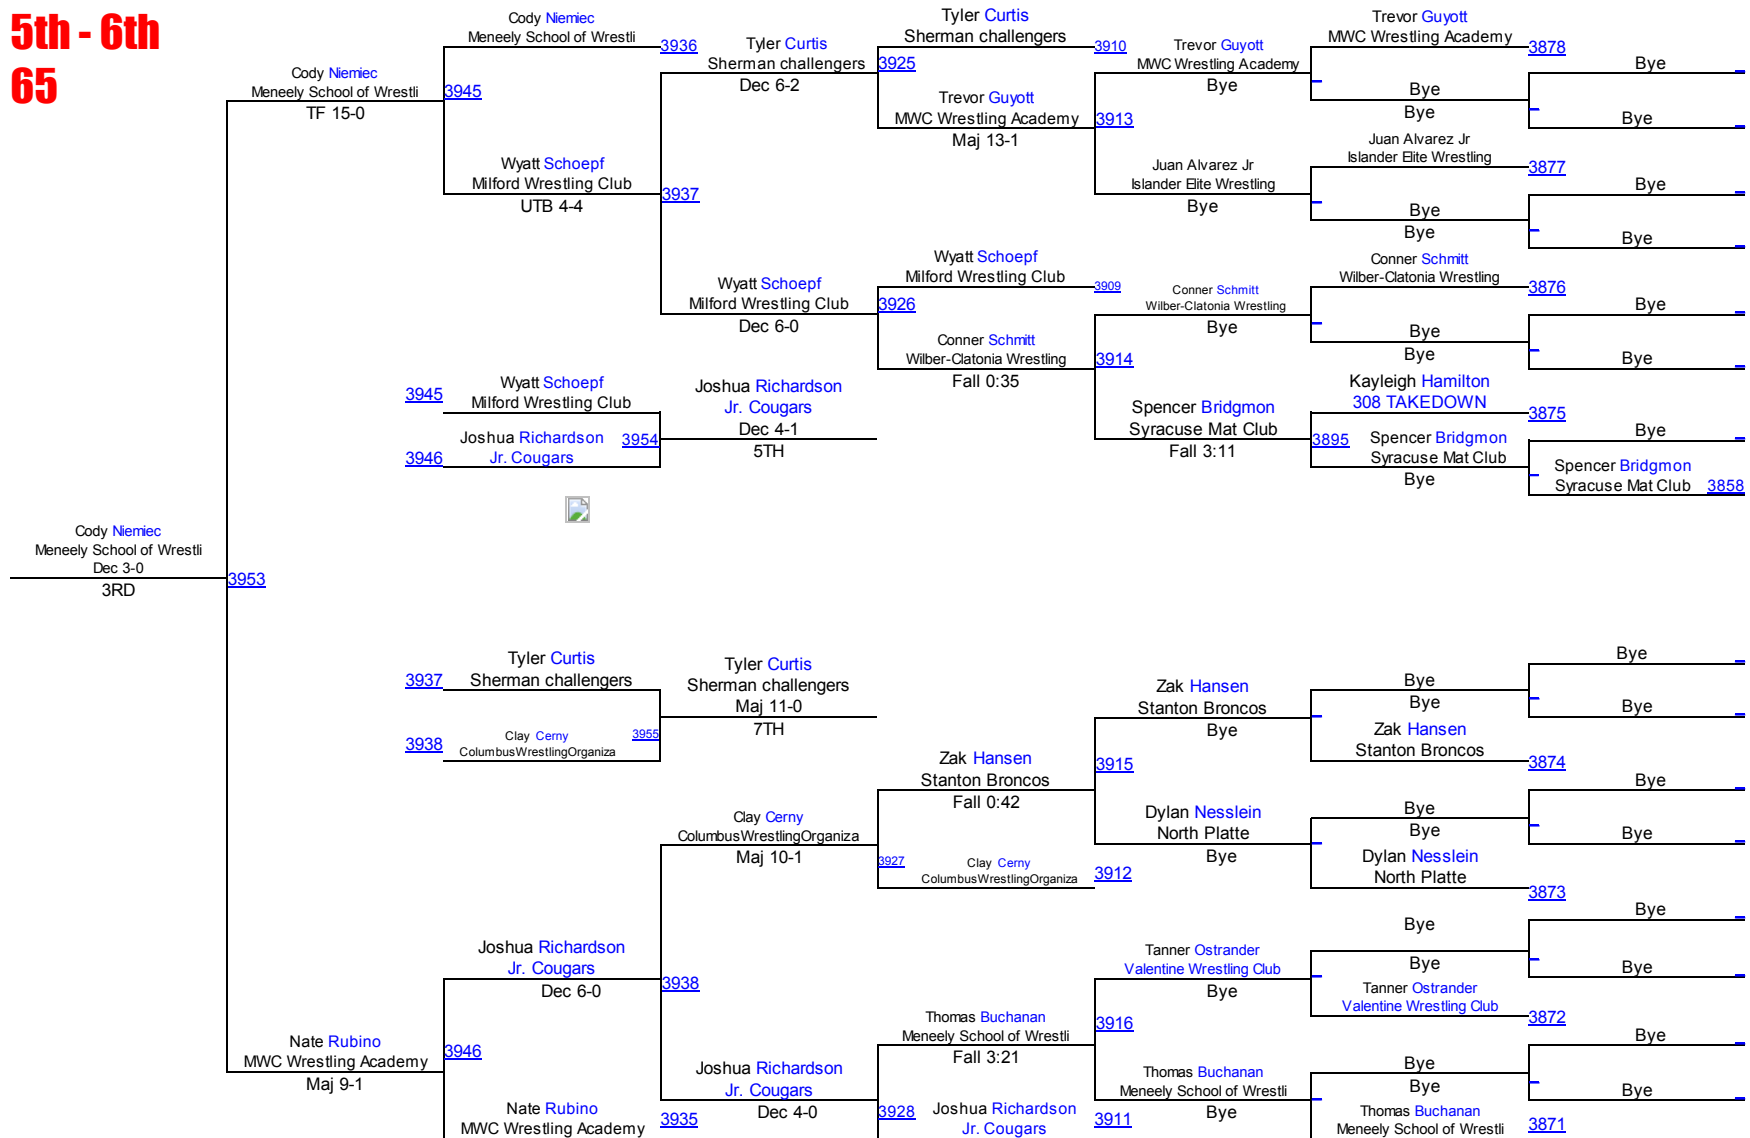 5th - 6th
65
Cody Niemiec
Meneely School of Wrestli
3936
Cody Niemiec
Meneely School of Wrestli
TF 15-0
3945
Wyatt Schoepf
Milford Wrestling Club
UTB 4-4
Tyler Curtis
Sherman challengers
Dec 6-2
3937
Wyatt Schoepf
Milford Wrestling Club
Dec 6-0
Tyler Curtis
Sherman challengers
3910
3925
Trevor Guyott
MWC Wrestling Academy
Maj 13-1
Wyatt Schoepf
Milford Wrestling Club
3909
3926
Conner Schmitt
Wilber-Clatonia Wrestling
Fall 0:35
Trevor Guyott
MWC Wrestling Academy
Bye
3913
Juan Alvarez Jr
Islander Elite Wrestling
Bye
Conner Schmitt
Wilber-Clatonia Wrestling
Bye
3914
Spencer Bridgmon
Syracuse Mat Club
Fall 3:11
Trevor Guyott
MWC Wrestling Academy
3878
Bye
Bye
Juan Alvarez Jr
Islander Elite Wrestling
3877
Bye
Bye
Conner Schmitt
Wilber-Clatonia Wrestling
3876
Bye
Bye
Kayleigh Hamilton
308 TAKEDOWN
3875
3895
Spencer Bridgmon
Syracuse Mat Club
Bye
Bye
Bye
Bye
Bye
Bye
Bye
Bye
Spencer Bridgmon
Syracuse Mat Club 3858
3945
Wyatt Schoepf
Milford Wrestling Club
3946
Joshua Richardson
Jr. Cougars
3954
Joshua Richardson
Jr. Cougars
Dec 4-1
5TH
Cody Niemiec
Meneely School of Wrestli
Dec 3-0
3RD
3953
3937
Tyler Curtis
Sherman challengers
3938
Clay Cerny
ColumbusWrestlingOrganiza
3955
Tyler Curtis
Sherman challengers
Maj 11-0
7TH
Clay Cerny
ColumbusWrestlingOrganiza
Maj 10-1
Zak Hansen
Stanton Broncos
Fall 0:42
3927
Clay Cerny
ColumbusWrestlingOrganiza
3912
Zak Hansen
Stanton Broncos
Bye
3915
Dylan Nesslein
North Platte
Bye
Bye
Bye
Zak Hansen
Stanton Broncos
3874
Bye
Bye
Dylan Nesslein
North Platte
3873
Bye
Bye
Bye
Bye
Joshua Richardson
Jr. Cougars
Dec 6-0
3938
Nate Rubino
MWC Wrestling Academy
Maj 9-1
3946
Nate Rubino
MWC Wrestling Academy
3935
Joshua Richardson
Jr. Cougars
Dec 4-0
Thomas Buchanan
Meneely School of Wrestli
Fall 3:21
3928
Joshua Richardson
Jr. Cougars
3911
Tanner Ostrander
Valentine Wrestling Club
Bye
3916
Thomas Buchanan
Meneely School of Wrestli
Bye
Bye
Bye
Tanner Ostrander
Valentine Wrestling Club
3872
Bye
Bye
Thomas Buchanan
Meneely School of Wrestli
3871
Bye
Bye
Bye
Bye